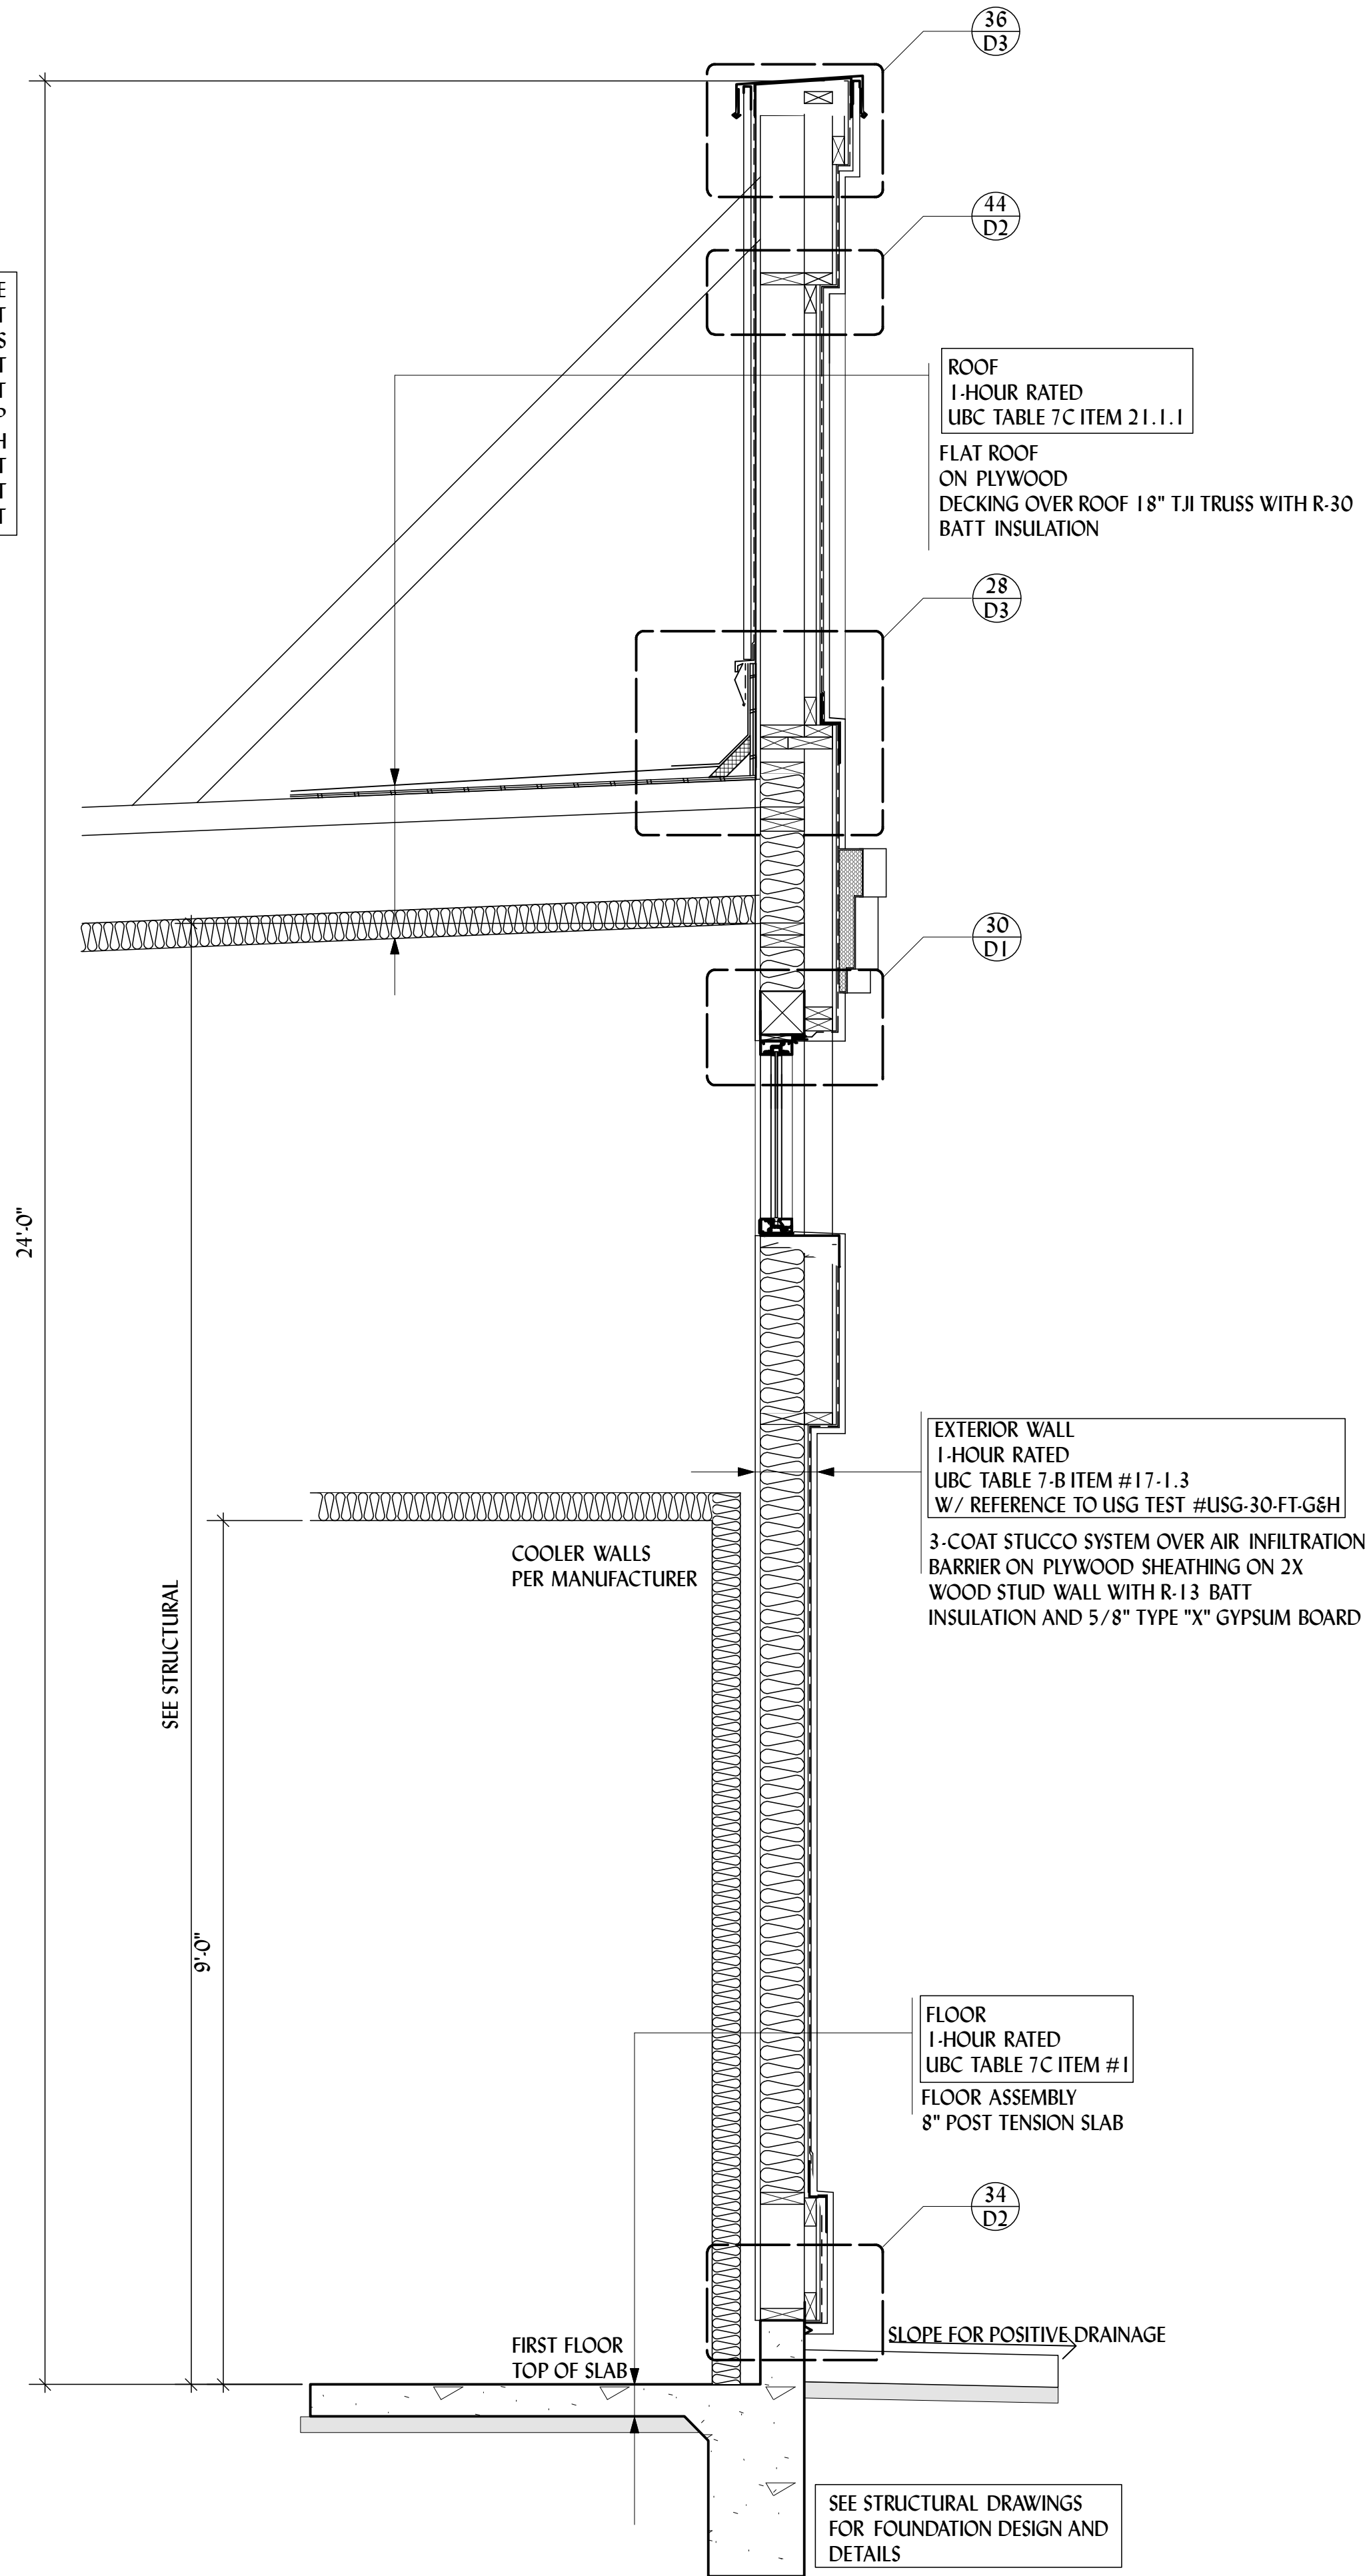 36
D3
44
D2
E
T
S
T
T
P
H
T
T
T
ROOF
1-HOUR RATED
UBC TABLE 7C ITEM 21.1.1
FLAT ROOF
ON PLYWOOD
DECKING OVER ROOF 18" TJI TRUSS WITH R-30
BATT INSULATION
28
D3
30
D1
24'-0"
EXTERIOR WALL
1-HOUR RATED
UBC TABLE 7-B ITEM #17-1.3
W/ REFERENCE TO USG TEST #USG-30-FT-G&H
3-COAT STUCCO SYSTEM OVER AIR INFILTRATION
BARRIER ON PLYWOOD SHEATHING ON 2X
WOOD STUD WALL WITH R-13 BATT
INSULATION AND 5/8" TYPE "X" GYPSUM BOARD
COOLER WALLS
PER MANUFACTURER
SEE STRUCTURAL
9'-0"
FLOOR
1-HOUR RATED
UBC TABLE 7C ITEM #1
FLOOR ASSEMBLY
8" POST TENSION SLAB
34
D2
SLOPE FOR POSITIVE DRAINAGE
FIRST FLOOR
TOP OF SLAB
SEE STRUCTURAL DRAWINGS
FOR FOUNDATION DESIGN AND
DETAILS